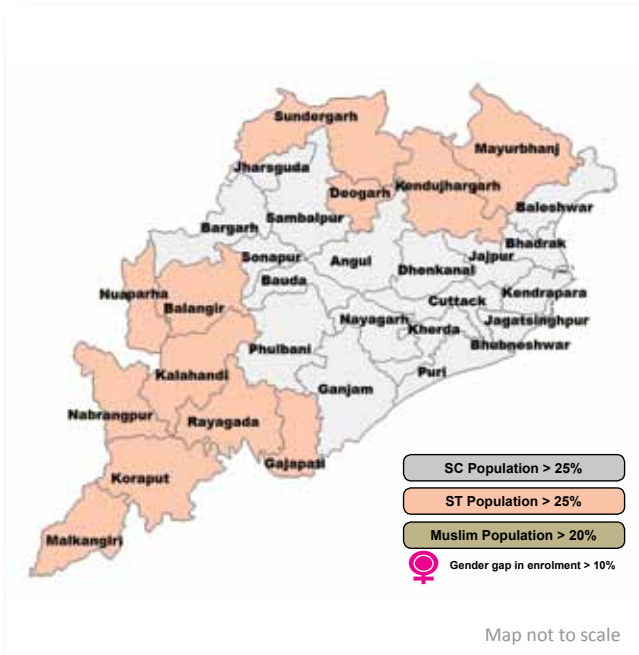 Sundergarh
Mayurbhanj
Jharsguda
Deogarh
Kendujhargarh
Baleshwar
Sambalpur
Bargarh
Bhadrak
Sonapur
Angul
Jajpur
Dhenkanal
Nuaparha
Bauda
Kendrapara
Balangir
Cuttack
Nayagarh
Jagatsinghpur
Kherda
Bhubneshwar
Phulbani
Puri
Kalahandi
Ganjam
Nabrangpur
Rayagada
Gajapati
Koraput
Malkangiri
SC Population > 25%
ST Population > 25%
Muslim Population > 20%
Gender gap in enrolment > 10%
Map not to scale